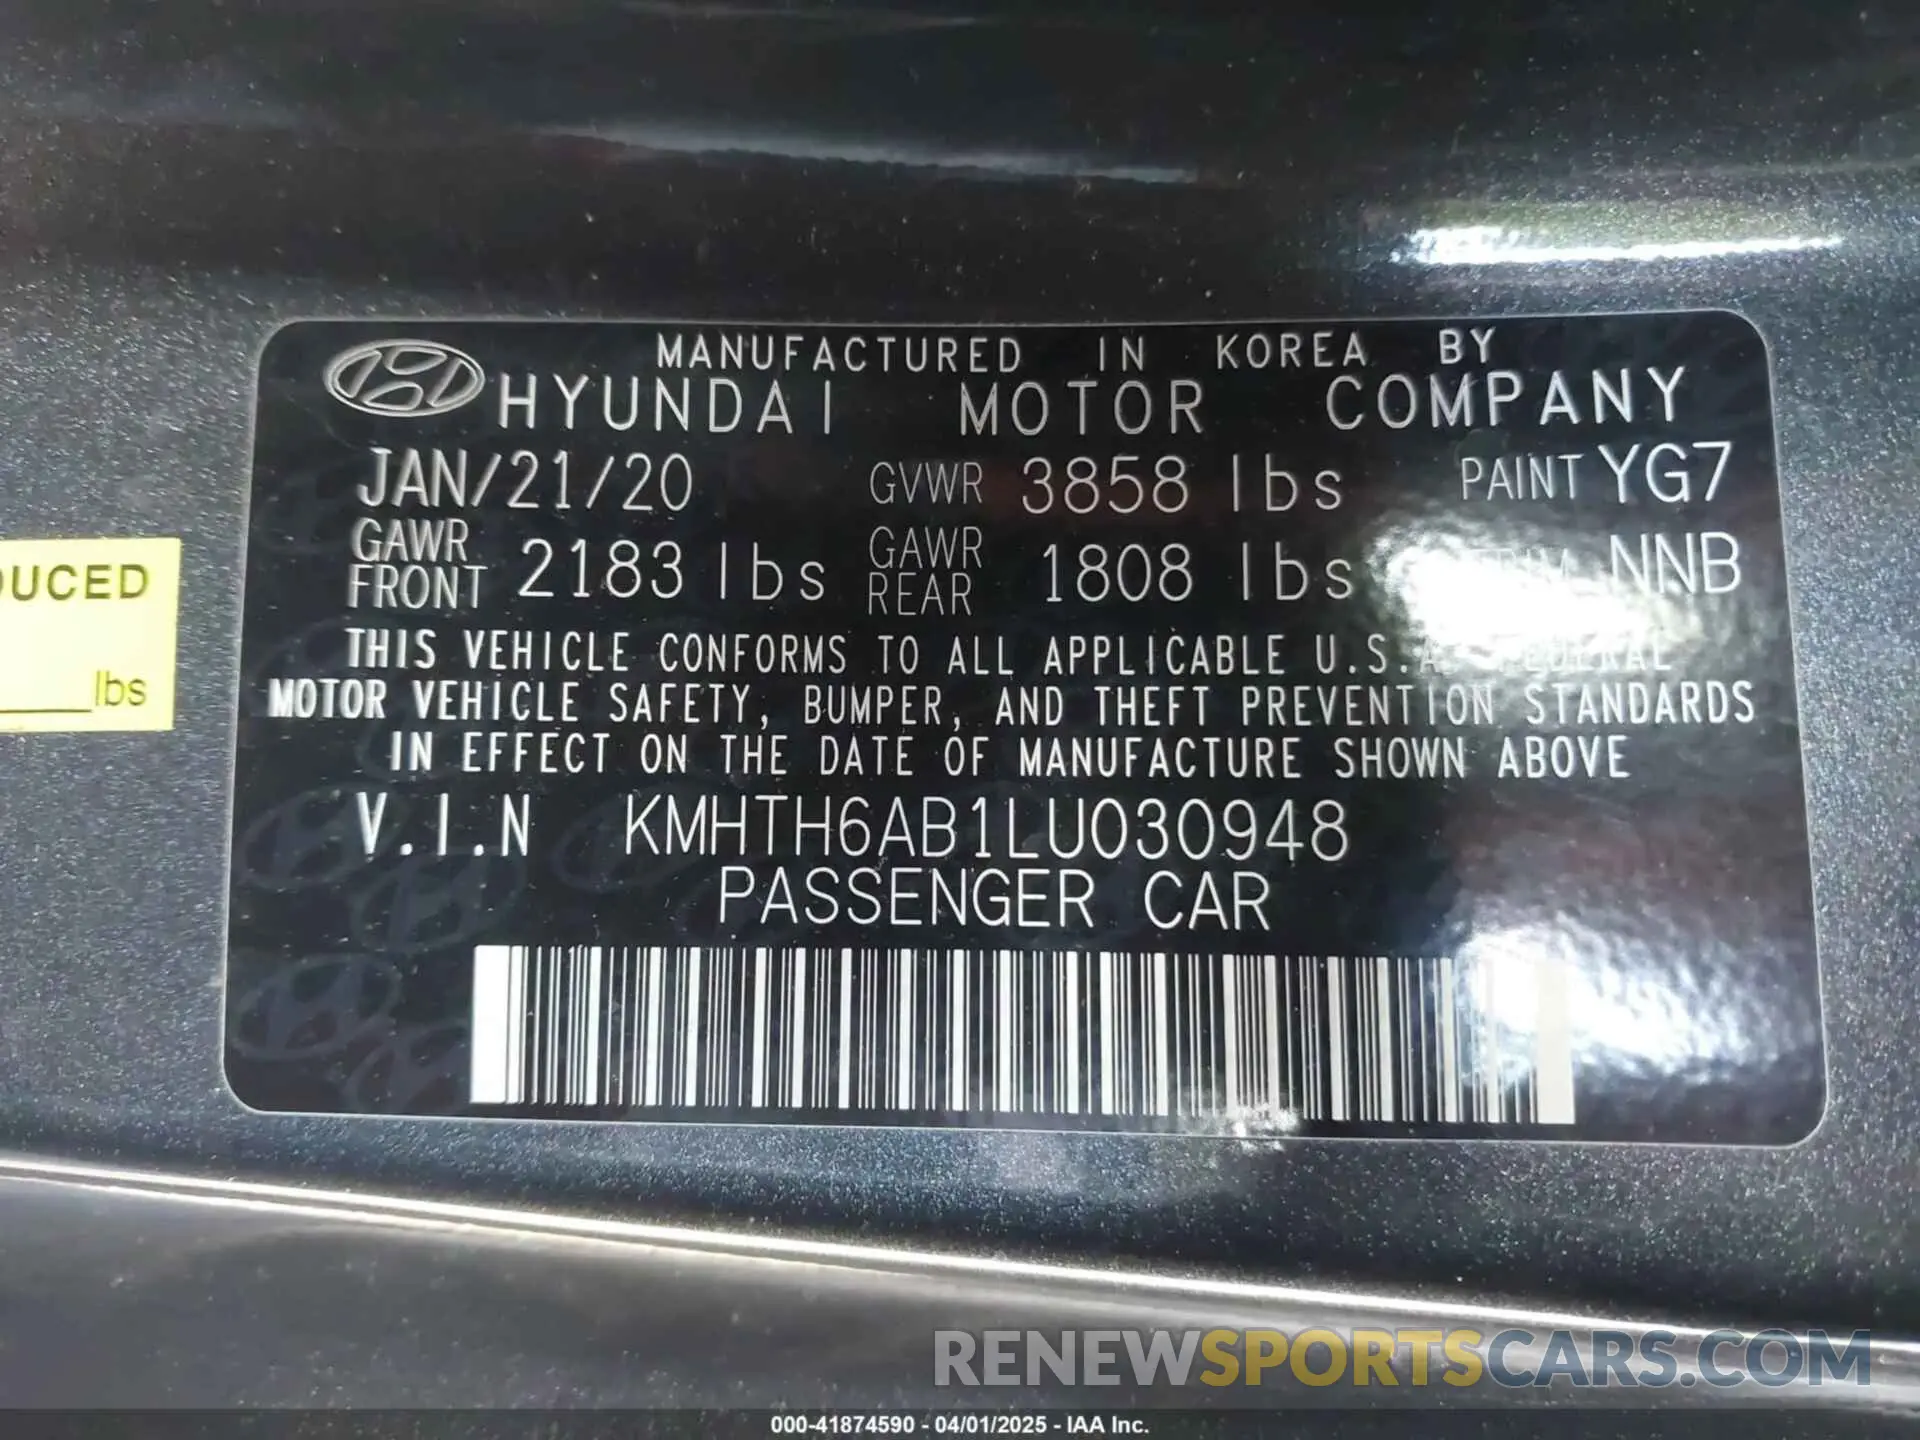 MANUFACTURED IN KOREA BY
HYUNDAI MOTOR COMPANY
JAN/21/20 GVWR 3858 lbs PAINT YG7
GAWR FRONT 2183 lbs GAWR REAR 1808 lbs TRIM NNB
THIS VEHICLE CONFORMS TO ALL APPLICABLE U.S.A. FEDERAL
MOTOR VEHICLE SAFETY, BUMPER, AND THEFT PREVENTION STANDARDS
IN EFFECT ON THE DATE OF MANUFACTURE SHOWN ABOVE
V.I.N KMHTH6AB1LU030948
PASSENGER CAR
lbs
RENEWSPORTSCARS.COM
000-41874590 - 04/01/2025 - IAA Inc.